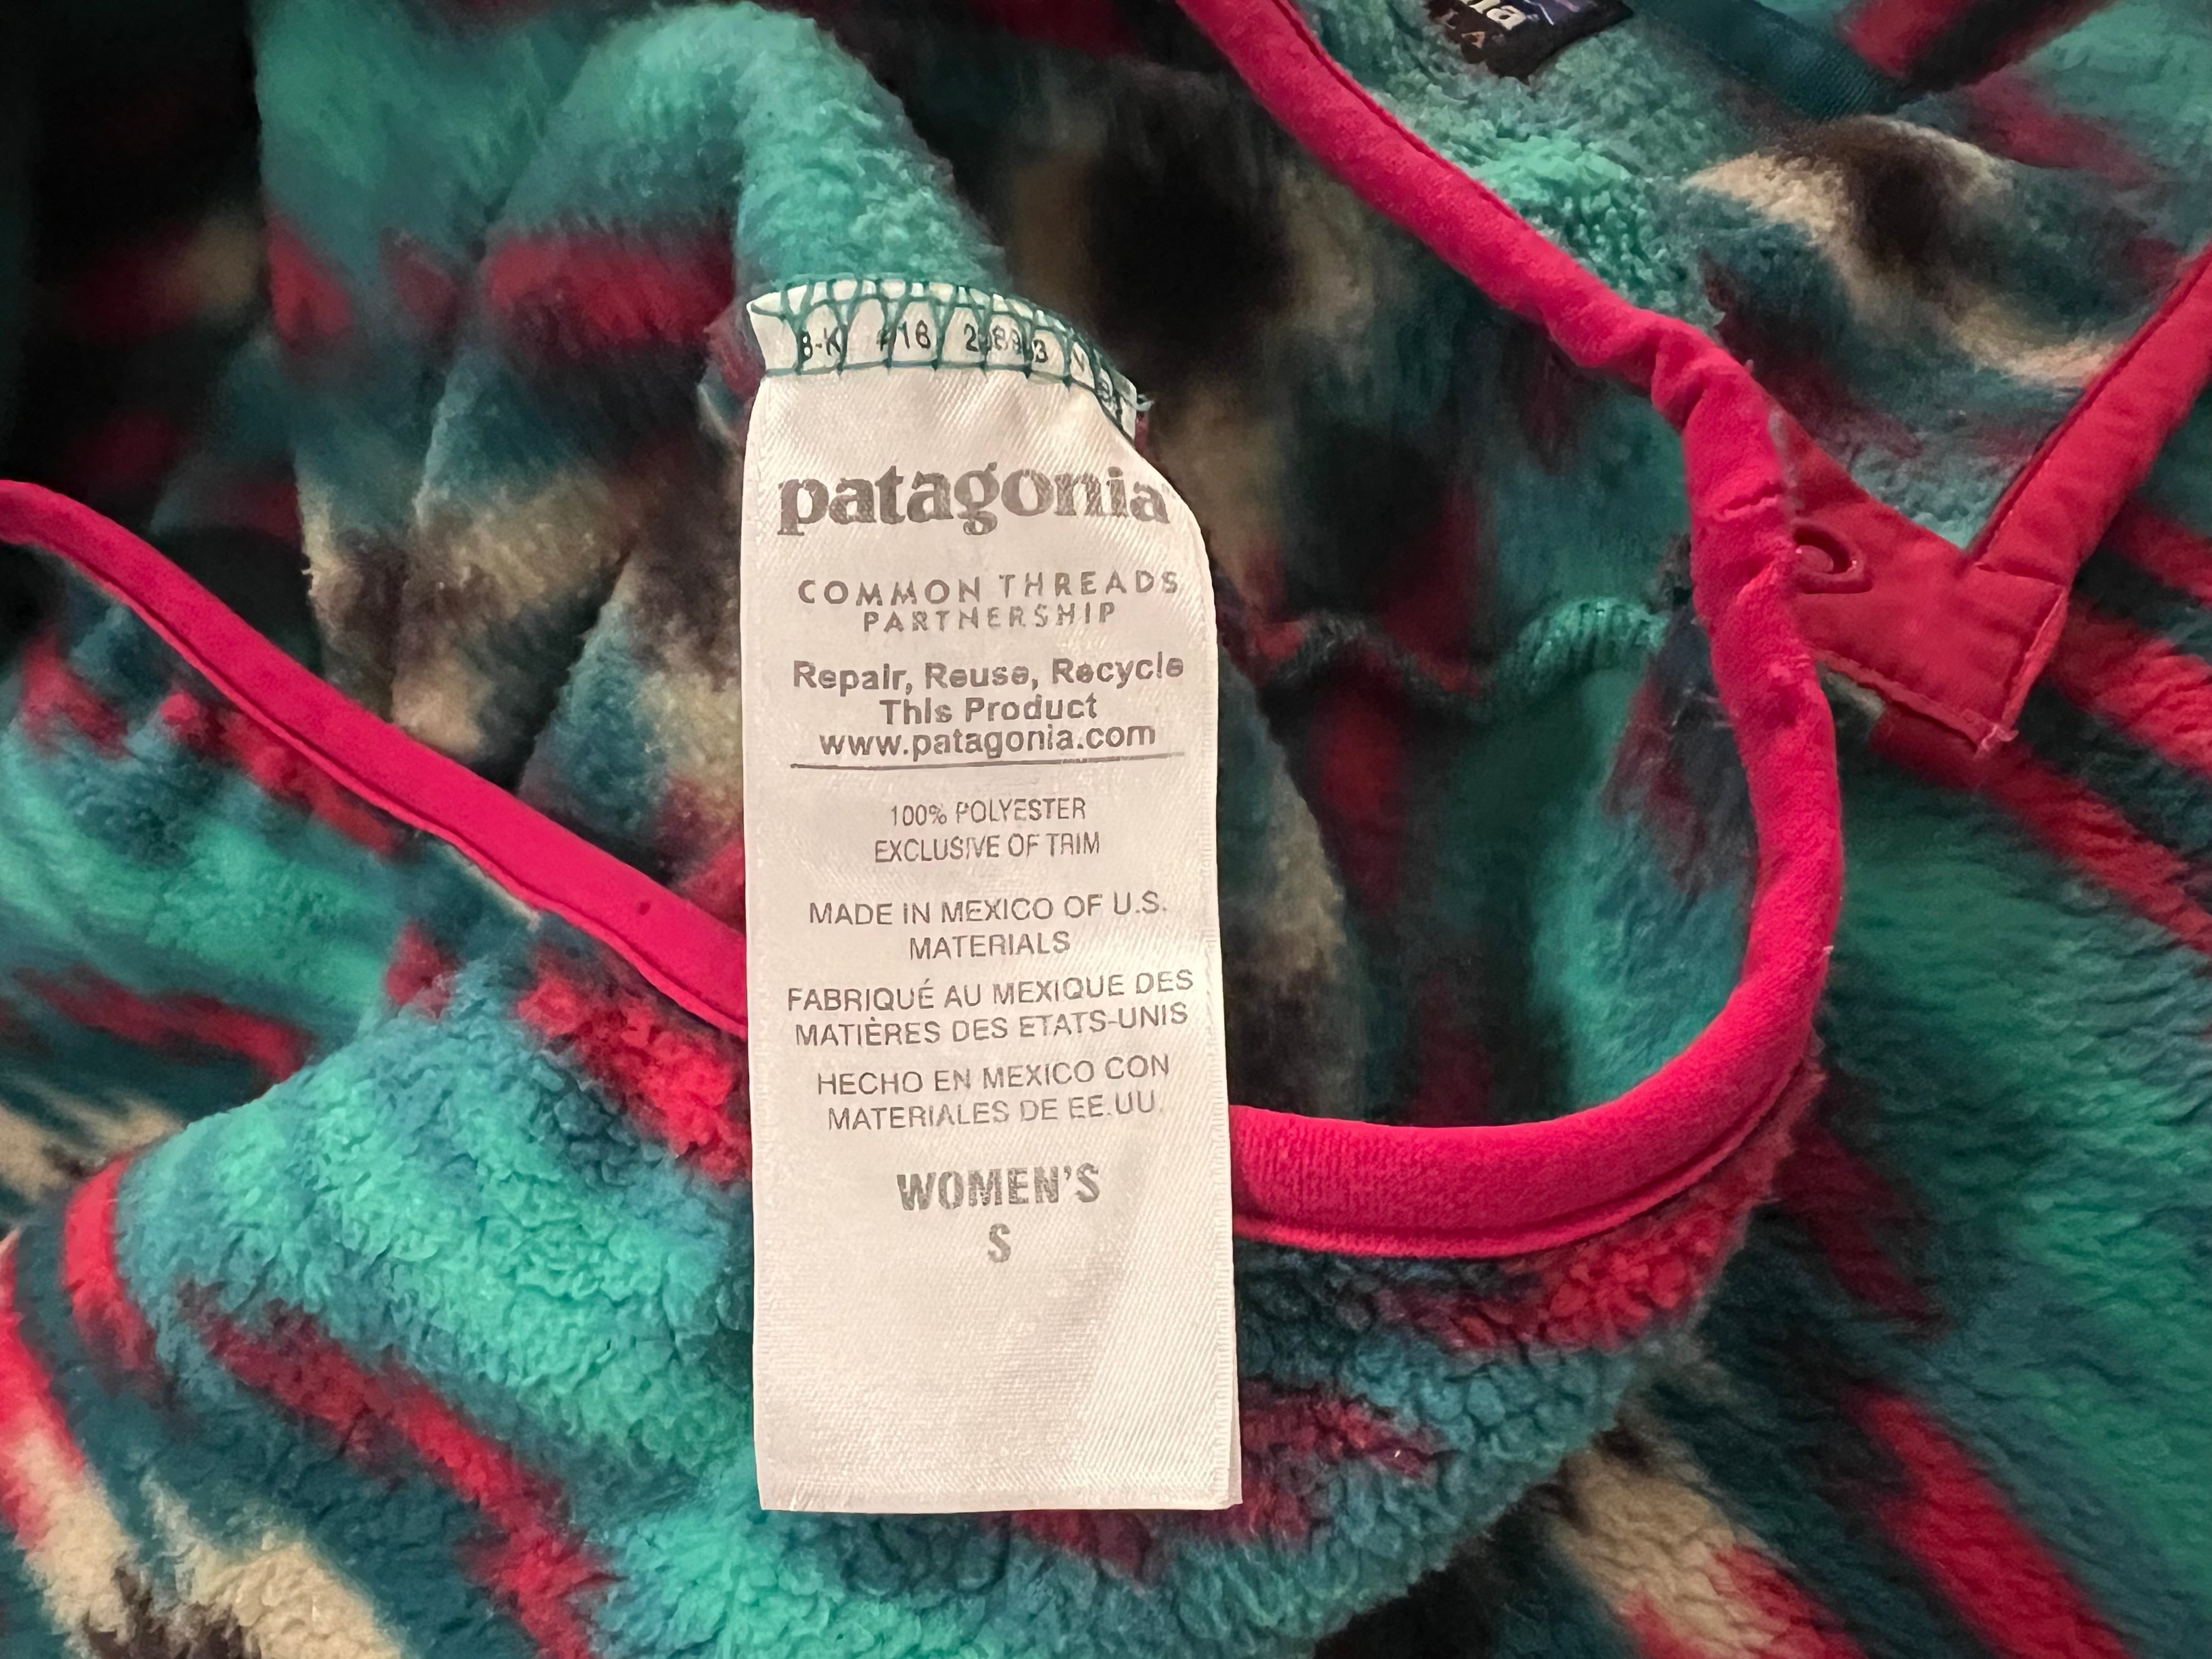 patagonia
COMMON THREADS
PARTNERSHIP
Repair, Reuse, Recycle
This Product
www.patagonia.com
100% POLYESTER
EXCLUSIVE OF TRIM
MADE IN MEXICO OF U.S.
MATERIALS
FABRIQUÉ AU MEXIQUE DES
MATIÈRES DES ETATS-UNIS
HECHO EN MEXICO CON
MATERIALES DE EE.UU.
WOMEN'S
S